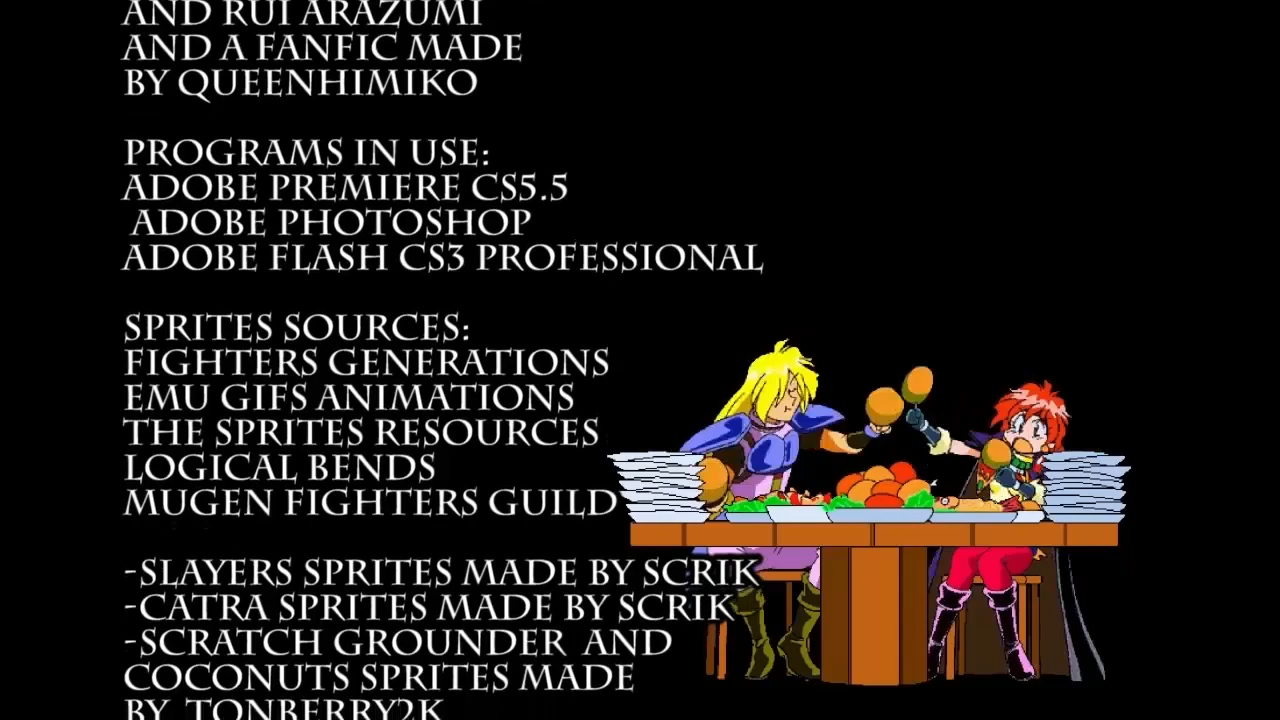 AND RUI ARAZUMI
AND A FANFIC MADE
BY QUEENHIMIKO
PROGRAMS IN USE:
ADOBE PREMIERE CS5.5
ADOBE PHOTOSHOP
ADOBE FLASH CS3 PROFESSIONAL
SPRITES SOURCES:
FIGHTERS GENERATIONS
EMU GIFS ANIMATIONS
THE SPRITES RESOURCES
LOGICAL BENDS
MUGEN FIGHTERS GUILD
-SLAYERS SPRITES MADE BY SCRIK
-CATRA SPRITES MADE BY SCRIK
-SCRATCH GROUNDER AND
COCONUTS SPRITES MADE
BY TONBERRY2K